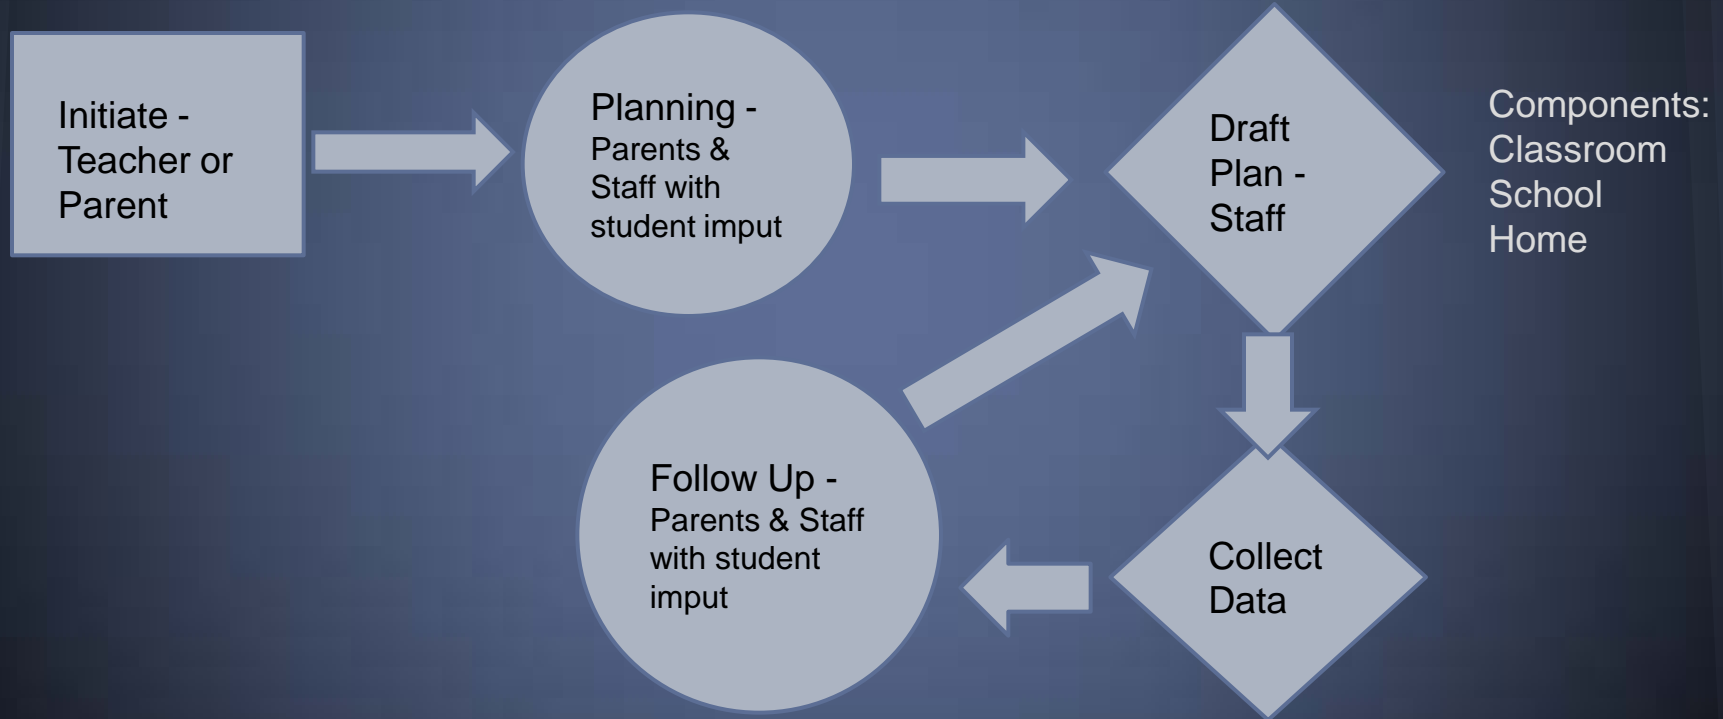 Initiate -
Teacher or
Parent
Planning -
Parents &
Staff with
student imput
Draft
Plan -
Staff
Components:
Classroom
School
Home
Follow Up -
Parents & Staff
with student
imput
Collect
Data